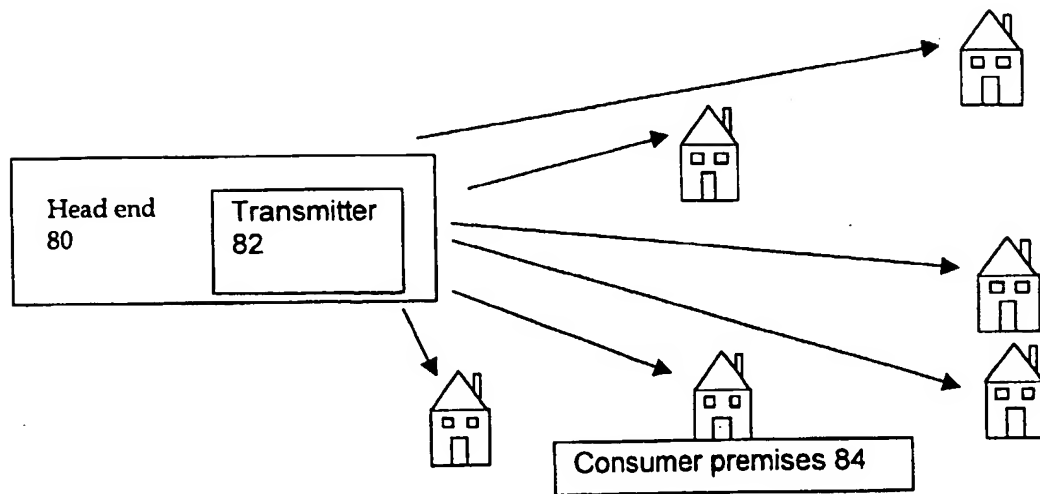 Head end
80
Transmitter
82
Consumer premises 84